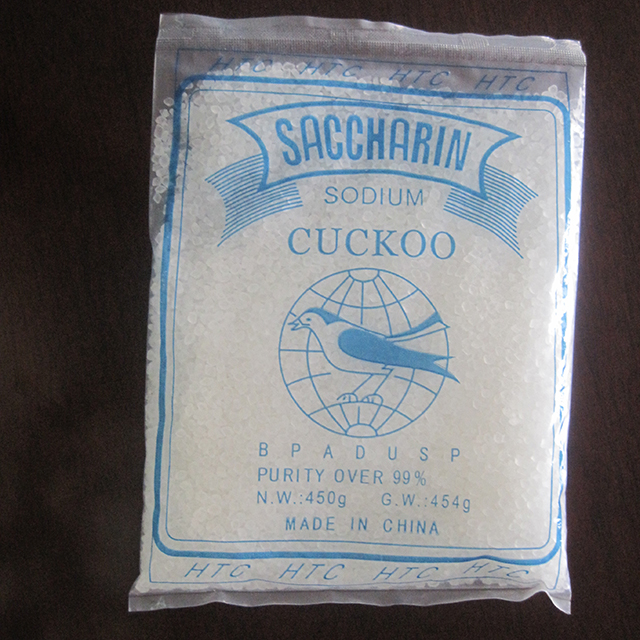 HTC HTC HTC HTC
SACCHARIN
SODIUM
CUCKOO
B P A D U S P
PURITY OVER 99%
N.W.:450g G.W.:454g
MADE IN CHINA
HTC HTC HTC HTC